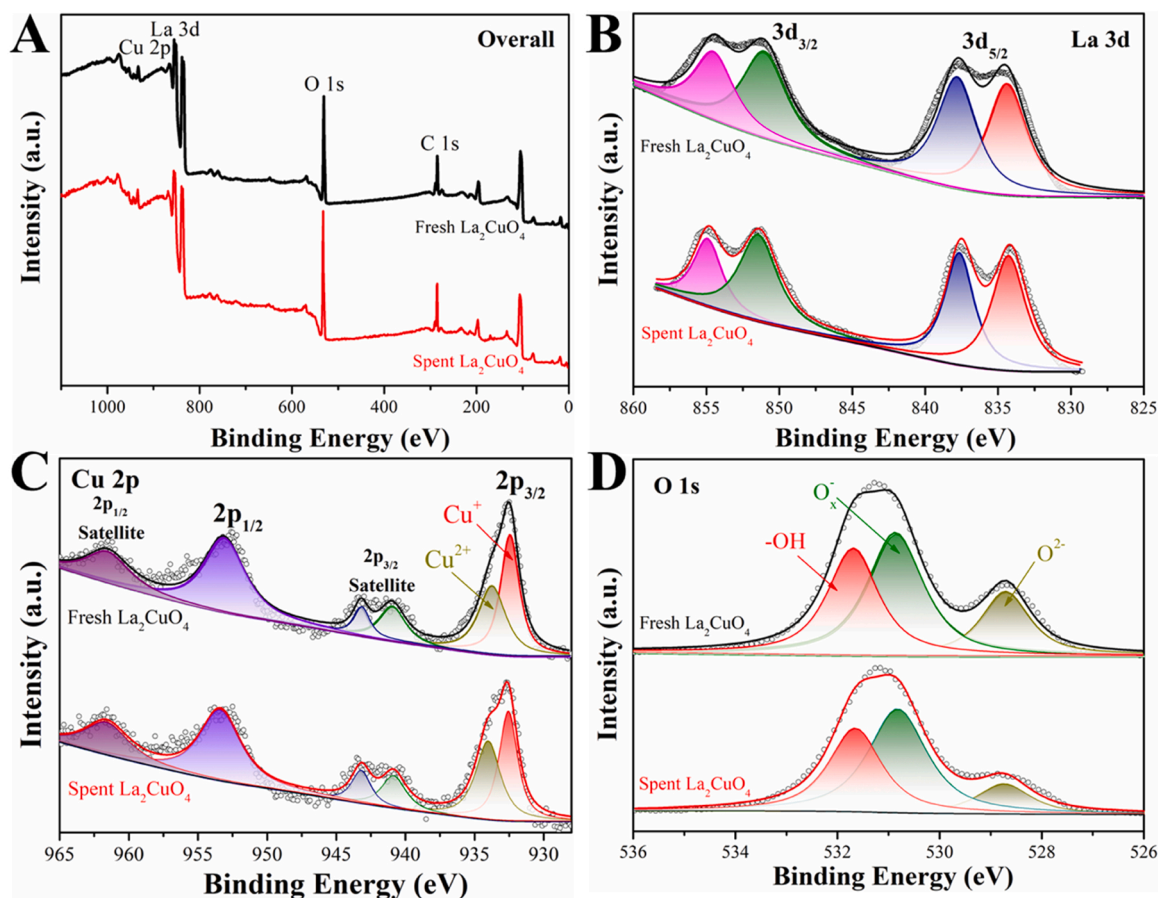 A
Overall
La 3d
Cu 2p
O 1s
C 1s
Fresh La₂CuO₄
Spent La₂CuO₄
Intensity (a.u.)
1000 800 600 400 200 0
Binding Energy (eV)
B
La 3d
3d₃/₂
3d₅/₂
Fresh La₂CuO₄
Spent La₂CuO₄
Intensity (a.u.)
860 855 850 845 840 835 830 825
Binding Energy (eV)
C
Cu 2p
2p₁/₂
Satellite
2p₁/₂
2p₃/₂
Satellite
2p₃/₂
Cu⁺
Cu²⁺
Fresh La₂CuO₄
Spent La₂CuO₄
Intensity (a.u.)
965 960 955 950 945 940 935 930
Binding Energy (eV)
D
O 1s
Oₓ⁻
-OH
O²⁻
Fresh La₂CuO₄
Spent La₂CuO₄
Intensity (a.u.)
536 534 532 530 528 526
Binding Energy (eV)